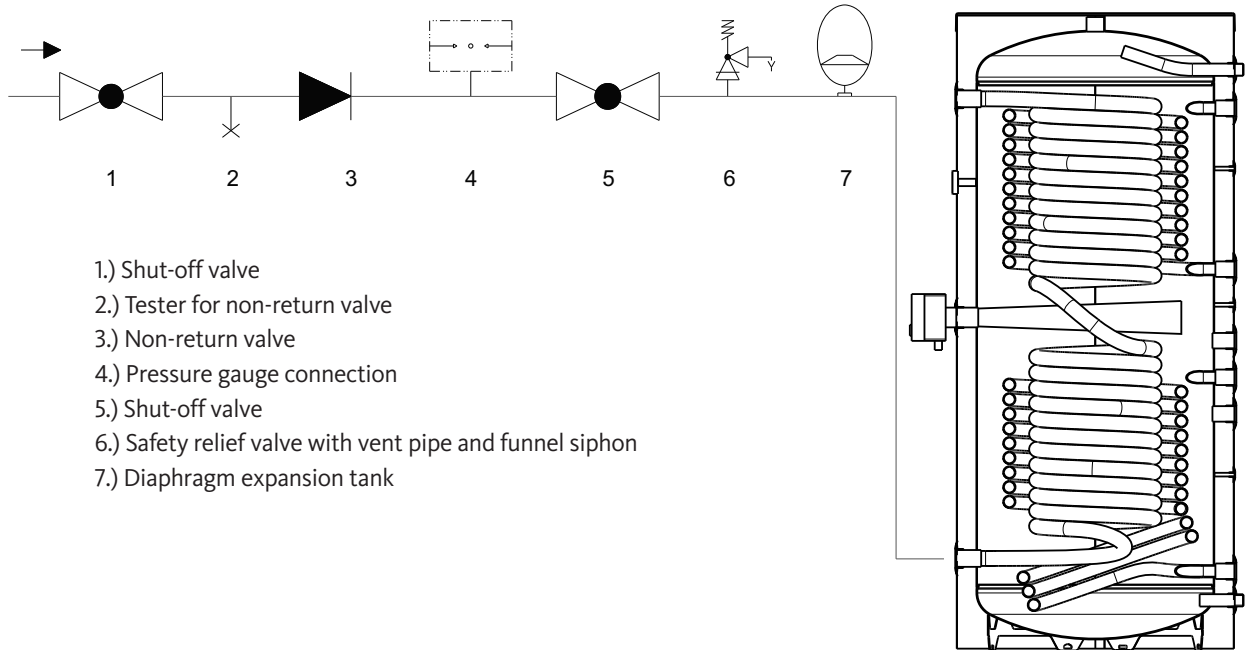 1 2 3 4 5 6 7
1.) Shut-off valve
2.) Tester for non-return valve
3.) Non-return valve
4.) Pressure gauge connection
5.) Shut-off valve
6.) Safety relief valve with vent pipe and funnel siphon
7.) Diaphragm expansion tank